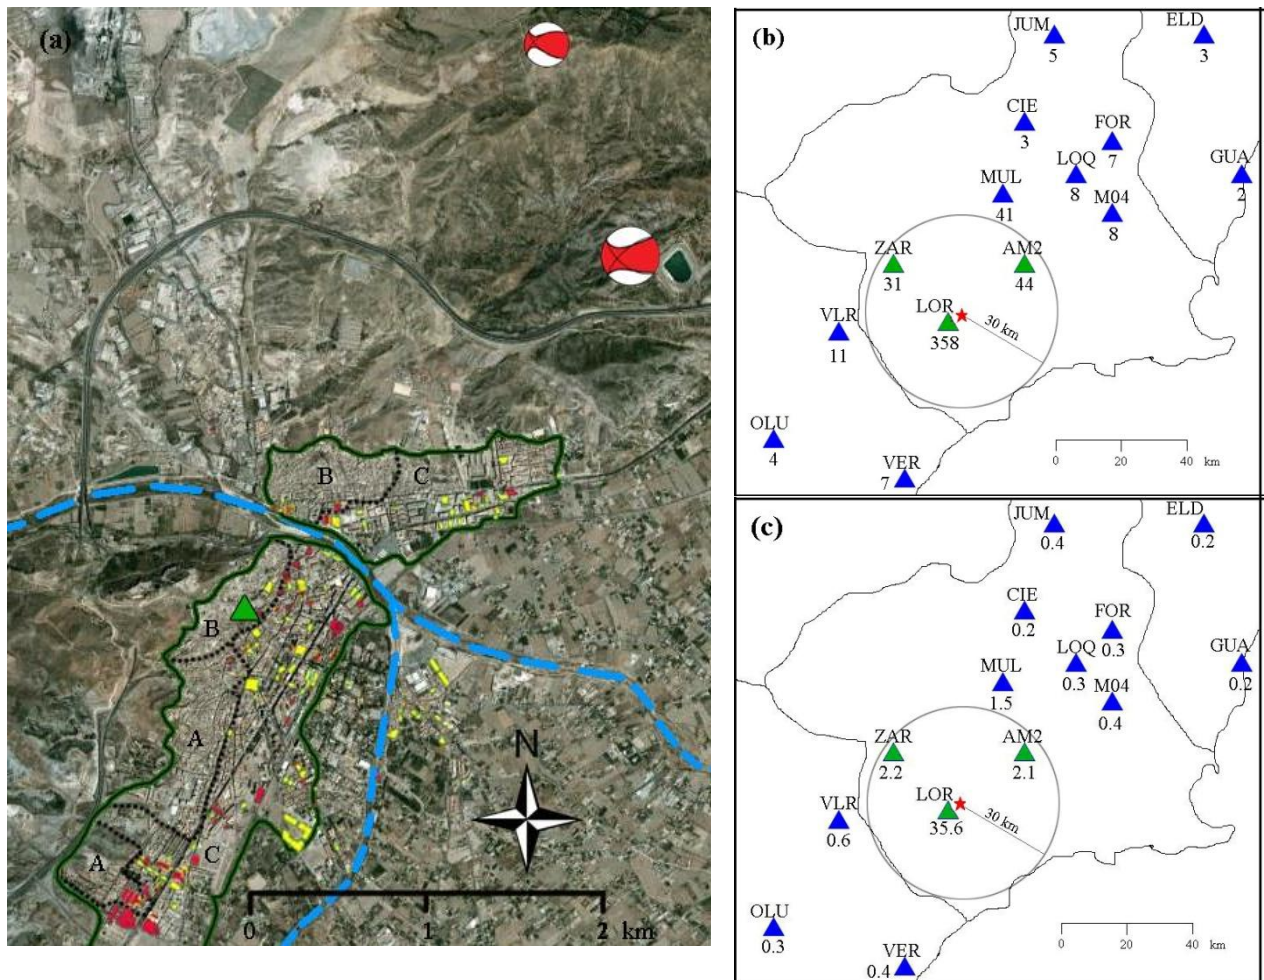 (a)
B
C
B
A
A
C
N
0 1 2 km
(b)
JUM
5
ELD
3
CIE
3
FOR
7
LOQ
8
GUA
2
MUL
41
M04
8
ZAR
31
AM2
44
LOR
358
30 km
VLR
11
OLU
4
VER
7
0 20 40 km
(c)
JUM
0.4
ELD
0.2
CIE
0.2
FOR
0.3
LOQ
0.3
GUA
0.2
MUL
1.5
M04
0.4
ZAR
2.2
AM2
2.1
LOR
35.6
30 km
VLR
0.6
OLU
0.3
VER
0.4
0 20 40 km